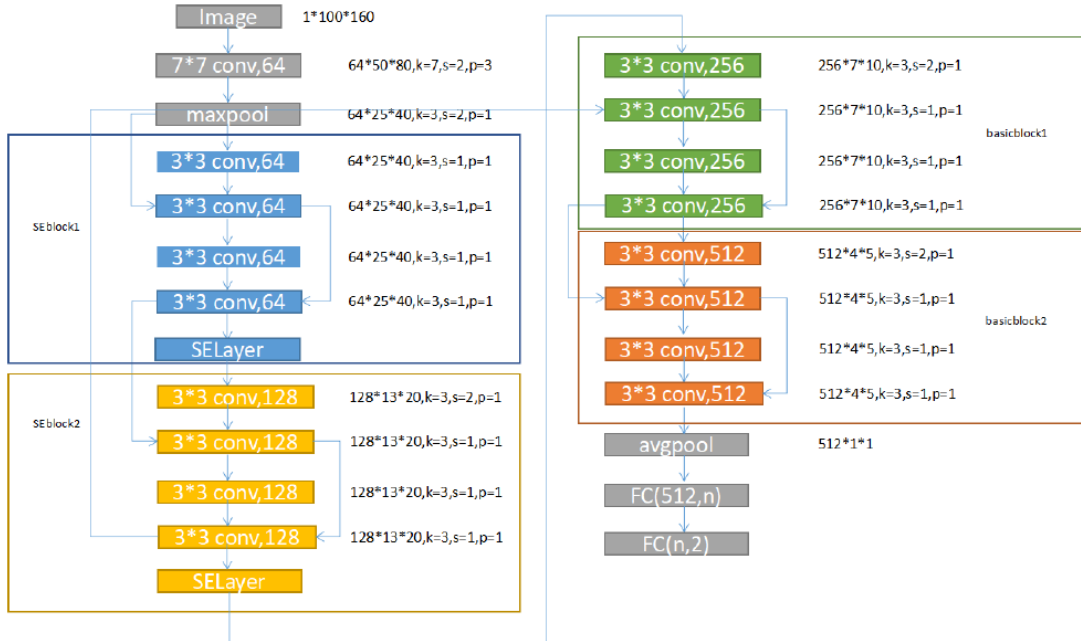 Image
1*100*160
7*7 conv,64
64*50*80,k=7,s=2,p=3
maxpool
64*25*40,k=3,s=2,p=1
SEblock1
3*3 conv,64
64*25*40,k=3,s=1,p=1
3*3 conv,64
64*25*40,k=3,s=1,p=1
3*3 conv,64
64*25*40,k=3,s=1,p=1
3*3 conv,64
64*25*40,k=3,s=1,p=1
SELayer
SEblock2
3*3 conv,128
128*13*20,k=3,s=2,p=1
3*3 conv,128
128*13*20,k=3,s=1,p=1
3*3 conv,128
128*13*20,k=3,s=1,p=1
3*3 conv,128
128*13*20,k=3,s=1,p=1
SELayer
3*3 conv,256
256*7*10,k=3,s=2,p=1
3*3 conv,256
256*7*10,k=3,s=1,p=1
basicblock1
3*3 conv,256
256*7*10,k=3,s=1,p=1
3*3 conv,256
256*7*10,k=3,s=1,p=1
3*3 conv,512
512*4*5,k=3,s=2,p=1
3*3 conv,512
512*4*5,k=3,s=1,p=1
basicblock2
3*3 conv,512
512*4*5,k=3,s=1,p=1
3*3 conv,512
512*4*5,k=3,s=1,p=1
avgpool
512*1*1
FC(512,n)
FC(n,2)